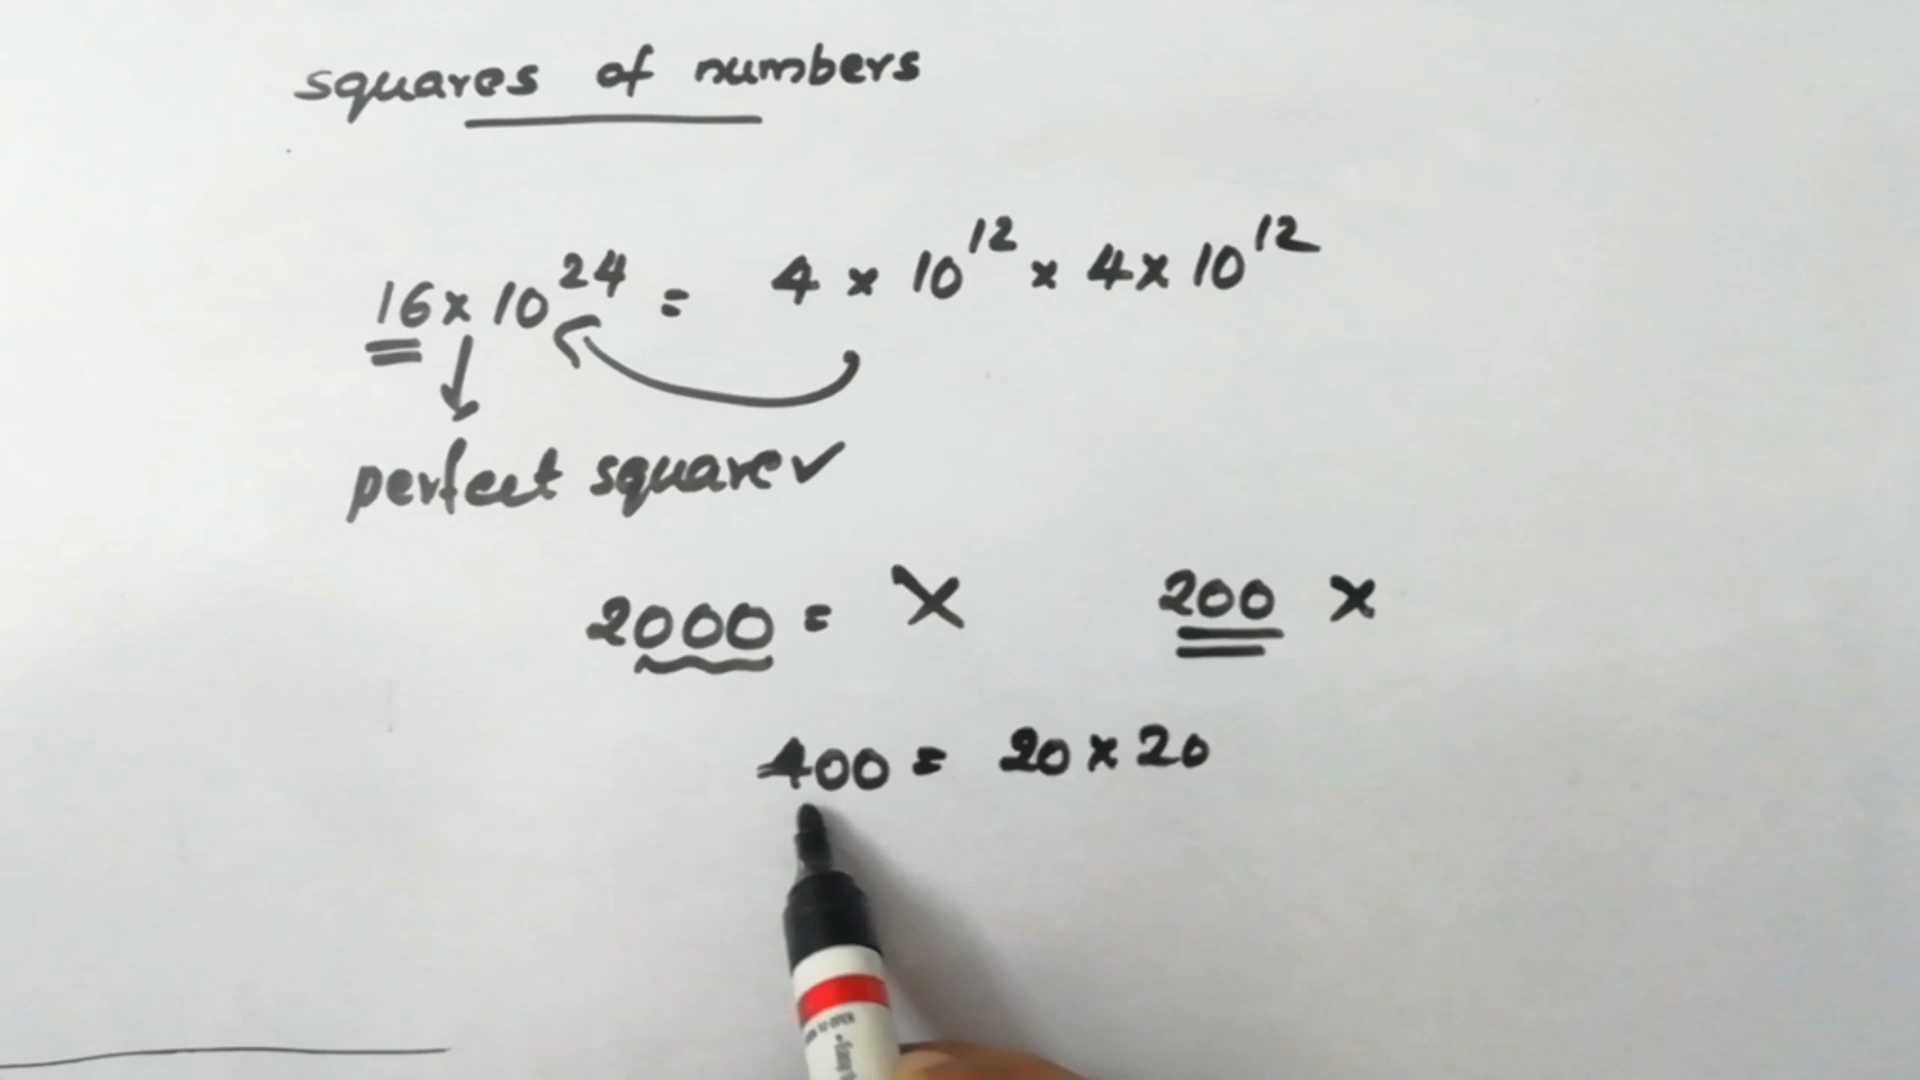 squares of numbers
16 x 10^24 = 4 x 10^12 x 4 x 10^12
perfect square ✓
2000 = X 200 X
400 = 20 x 20